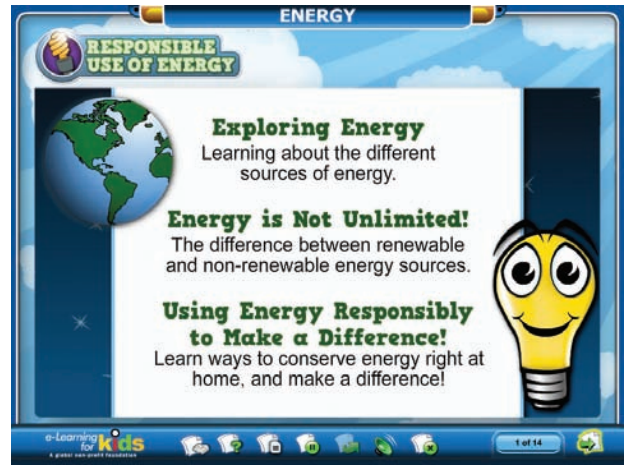 ENERGY
RESPONSIBLE
USE OF ENERGY
Exploring Energy
Learning about the different
sources of energy.
Energy is Not Unlimited!
The difference between renewable
and non-renewable energy sources.
Using Energy Responsibly
to Make a Difference!
Learn ways to conserve energy right at
home, and make a difference!
e-Learning
for kids
A global non-profit foundation
1 of 14